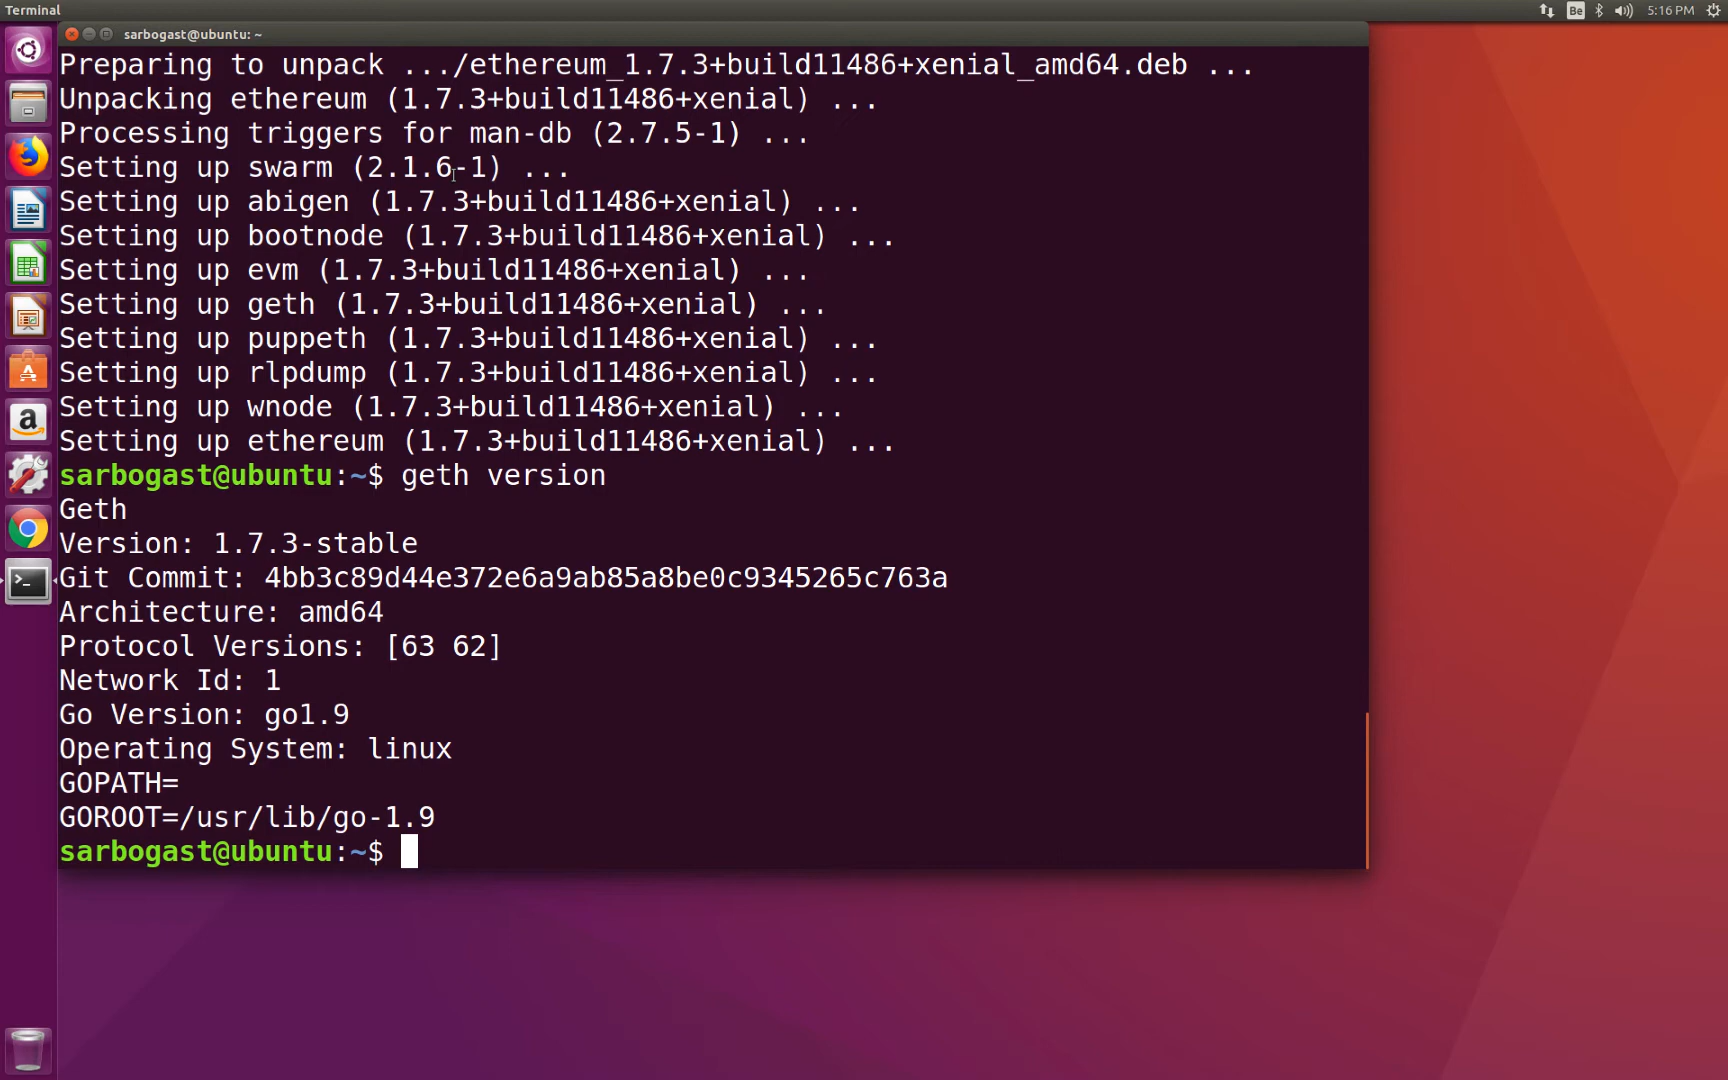 Terminal
Be
5:16 PM
sarbogast@ubuntu: ~
Preparing to unpack .../ethereum_1.7.3+build11486+xenial_amd64.deb ...
Unpacking ethereum (1.7.3+build11486+xenial) ...
Processing triggers for man-db (2.7.5-1) ...
Setting up swarm (2.1.6-1) ...
Setting up abigen (1.7.3+build11486+xenial) ...
Setting up bootnode (1.7.3+build11486+xenial) ...
Setting up evm (1.7.3+build11486+xenial) ...
Setting up geth (1.7.3+build11486+xenial) ...
Setting up puppeth (1.7.3+build11486+xenial) ...
Setting up rlpdump (1.7.3+build11486+xenial) ...
Setting up wnode (1.7.3+build11486+xenial) ...
Setting up ethereum (1.7.3+build11486+xenial) ...
sarbogast@ubuntu:~$ geth version
Geth
Version: 1.7.3-stable
Git Commit: 4bb3c89d44e372e6a9ab85a8be0c9345265c763a
Architecture: amd64
Protocol Versions: [63 62]
Network Id: 1
Go Version: go1.9
Operating System: linux
GOPATH=
GOROOT=/usr/lib/go-1.9
sarbogast@ubuntu:~$